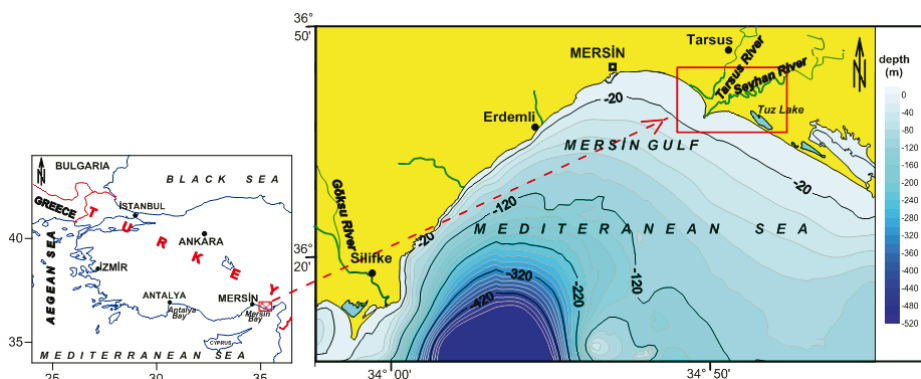 BULGARIA
BLACK SEA
GREECE
İSTANBUL
TURKEY
ANKARA
AEGEAN SEA
İZMİR
ANTALYA
Antalya
Bay
MERSİN
Mersin
Bay
CYPRUS
MEDITERRANEAN SEA
40
35
25
30
35
N
36°
50'
36°
20'
34° 00'
34° 50'
MERSİN
Tarsus
Tarsus River
Seyhan River
Tuz Lake
Erdemli
MERSİN GULF
Göksu River
Silifke
MEDITERANEAN SEA
-20
-20
-20
-120
-120
-220
-320
-420
N
depth
(m)
0
-40
-80
-120
-160
-200
-240
-280
-320
-360
-400
-440
-480
-520